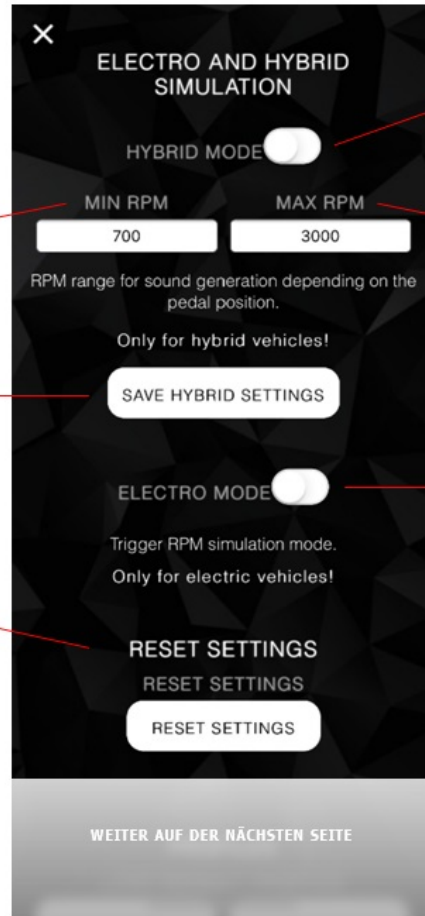 ELECTRO AND HYBRID
SIMULATION
HYBRID MODE
MIN RPM
MAX RPM
700
3000
RPM range for sound generation depending on the
pedal position.
Only for hybrid vehicles!
SAVE HYBRID SETTINGS
ELECTRO MODE
Trigger RPM simulation mode.
Only for electric vehicles!
RESET SETTINGS
RESET SETTINGS
RESET SETTINGS
WEITER AUF DER NÄCHSTEN SEITE